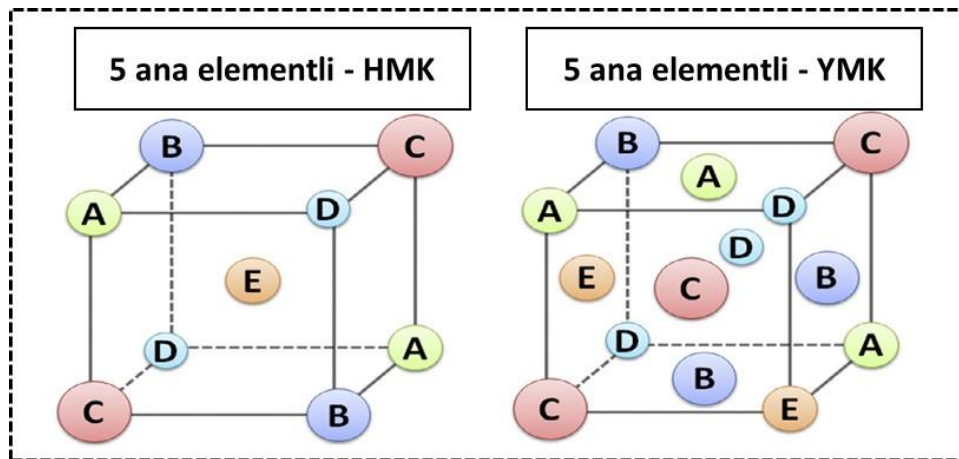 5 ana elementli - HMK
5 ana elementli - YMK
B C
A D
E
D A
C B
B C
A
A D
D
E C B
D A
B
C E